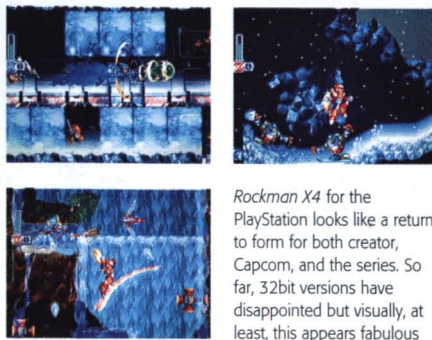 Rockman X4 for the
PlayStation looks like a return
to form for both creator,
Capcom, and the series. So
far, 32bit versions have
disappointed but visually, at
least, this appears fabulous